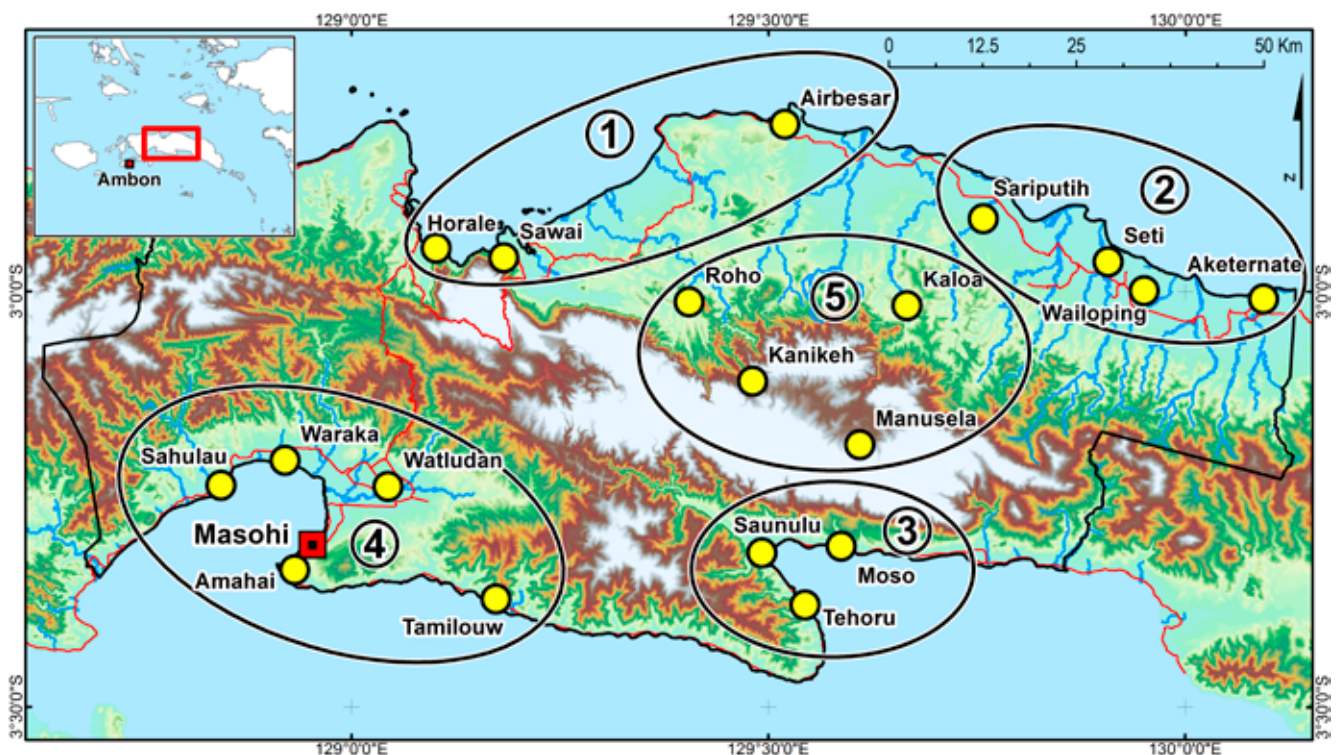 129°0'0"E
129°30'0"E
130°0'0"E
0
12.5
25
50 Km
N
Ambon
1
Airbesar
Horale
Sawai
2
Sariputih
Seti
Aketernate
Wailoping
5
Roho
Kaloa
Kanikeh
Manusela
3°0'0"S
3°0'0"S
Sahulau
Waraka
Watludan
Masohi
4
Amahai
Tamilouw
3
Saunulu
Moso
Tehoru
3°30'0"S
3°30'0"S
129°0'0"E
129°30'0"E
130°0'0"E